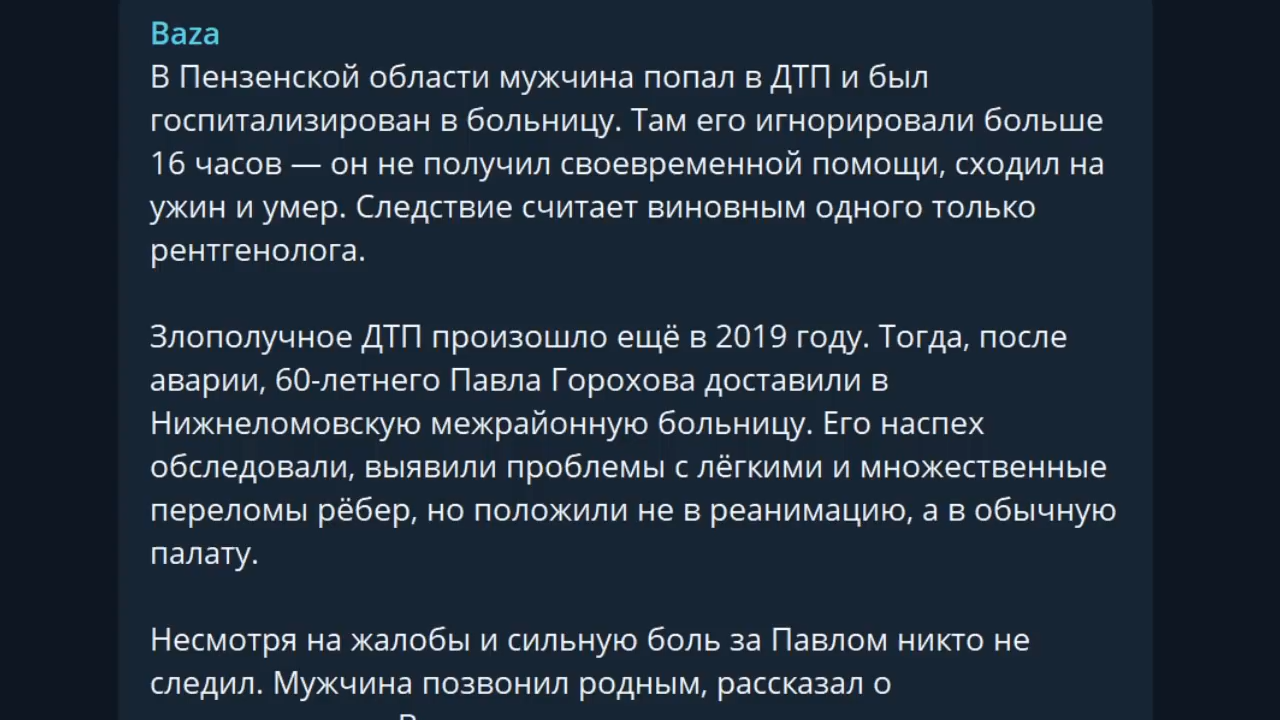 Baza
В Пензенской области мужчина попал в ДТП и был
госпитализирован в больницу. Там его игнорировали больше
16 часов — он не получил своевременной помощи, сходил на
ужин и умер. Следствие считает виновным одного только
рентгенолога.
Злополучное ДТП произошло ещё в 2019 году. Тогда, после
аварии, 60-летнего Павла Горохова доставили в
Нижнеломовскую межрайонную больницу. Его наспех
обследовали, выявили проблемы с лёгкими и множественные
переломы рёбер, но положили не в реанимацию, а в обычную
палату.
Несмотря на жалобы и сильную боль за Павлом никто не
следил. Мужчина позвонил родным, рассказал о